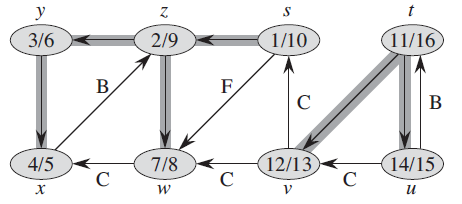 y z s t
3/6 2/9 1/10 11/16
B F C B
4/5 7/8 12/13 14/15
C C C
x w v u